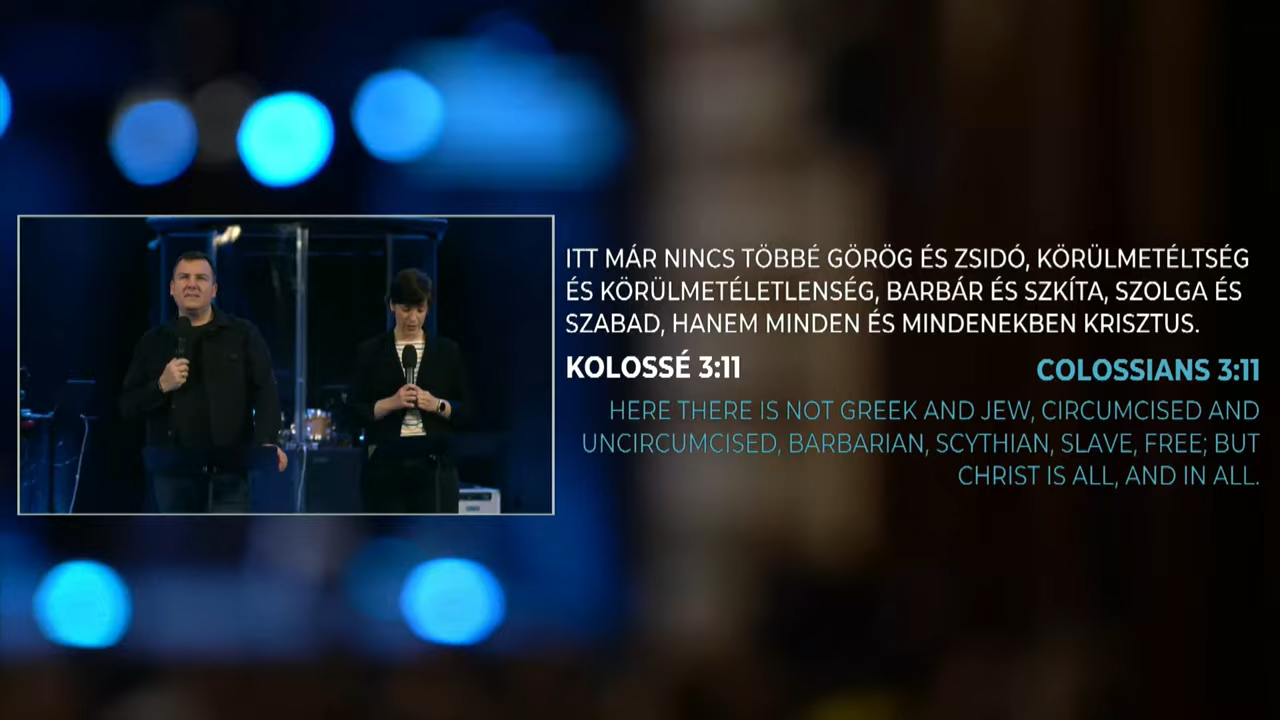 ITT MÁR NINCS TÖBBÉ GÖRÖG ÉS ZSIDÓ, KÖRÜLMETÉLTSÉG
ÉS KÖRÜLMETÉLETLENSÉG, BARBÁR ÉS SZKÍTA, SZOLGA ÉS
SZABAD, HANEM MINDEN ÉS MINDENEKBEN KRISZTUS.
KOLOSSÉ 3:11
COLOSSIANS 3:11
HERE THERE IS NOT GREEK AND JEW, CIRCUMCISED AND
UNCIRCUMCISED, BARBARIAN, SCYTHIAN, SLAVE, FREE; BUT
CHRIST IS ALL, AND IN ALL.